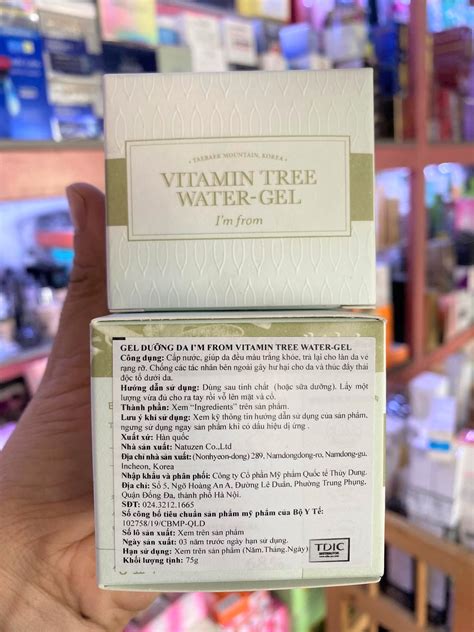 TAEBAEK MOUNTAIN, KOREA
VITAMIN TREE
WATER-GEL
I'm from
GEL DƯỠNG DA I'M FROM VITAMIN TREE WATER-GEL
Công dụng: Cấp nước, giúp da đều màu trắng khỏe, trả lại cho làn da vẻ
rạng rỡ. Chống các tác nhân bên ngoài gây hư hại cho da và thúc đẩy thải
độc tố dưới da.
Hướng dẫn sử dụng: Dùng sau tinh chất (hoặc sữa dưỡng). Lấy một
lượng vừa đủ cho ra tay rồi vỗ lên mặt và cổ.
Thành phần: Xem "Ingredients" trên sản phẩm.
Lưu ý khi sử dụng: Xem kỹ thông tin hướng dẫn sử dụng của sản phẩm,
ngưng sử dụng ngay sản phẩm khi có dấu hiệu dị ứng .
Xuất xứ: Hàn quốc
Nhà sản xuất: Natuzen Co.,Ltd
Địa chỉ nhà sản xuất: (Nonhyeon-dong) 289, Namdongdong-ro, Namdong-gu,
Incheon, Korea
Nhập khẩu và phân phối: Công ty Cổ phần Mỹ phẩm Quốc tế Thùy Dung.
Địa chỉ: Số 5, Ngõ Hoàng An A, Đường Lê Duẩn, Phường Trung Phụng,
Quận Đống Đa, thành phố Hà Nội.
SĐT: 024.3212.1665
Số công bố tiêu chuẩn sản phẩm mỹ phẩm của Bộ Y Tế:
102758/19/CBMP-QLD
Số lô sản xuất: Xem trên sản phẩm
Ngày sản xuất: 03 năm trước ngày hạn sử dụng.
Hạn sử dụng: Xem trên sản phẩm (Năm.Tháng.Ngày)
Khối lượng tịnh: 75g
TDIC